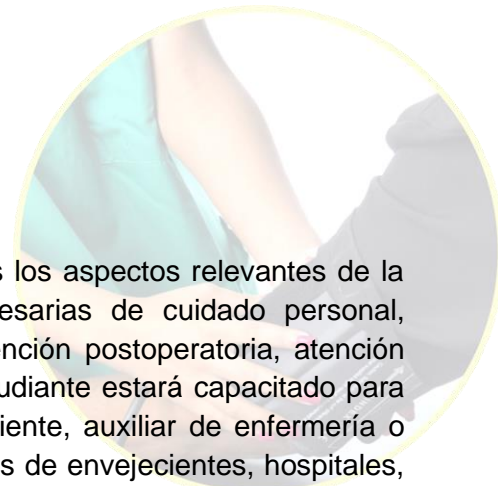 s los aspectos relevantes de la
esarias de cuidado personal,
ención postoperatoria, atención
udiante estará capacitado para
iente, auxiliar de enfermería o
s de envejecientes, hospitales,